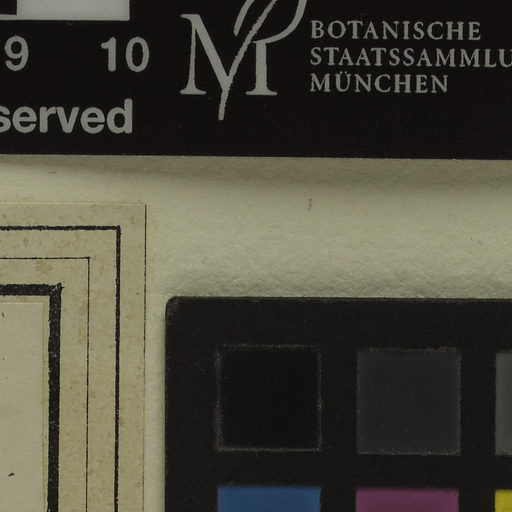 9 10
BOTANISCHE
STAATSSAMMLU
MÜNCHEN
served